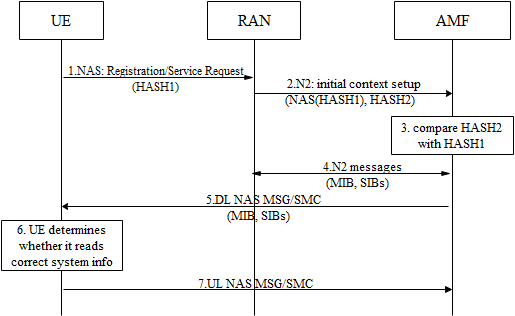 UE
RAN
AMF
1.NAS: Registration/Service Request
(HASH1)
2.N2: initial context setup
(NAS(HASH1), HASH2)
3. compare HASH2
with HASH1
4.N2 messages
(MIB, SIBs)
5.DL NAS MSG/SMC
(MIB, SIBs)
6. UE determines
whether it reads
correct system info
7.UL NAS MSG/SMC